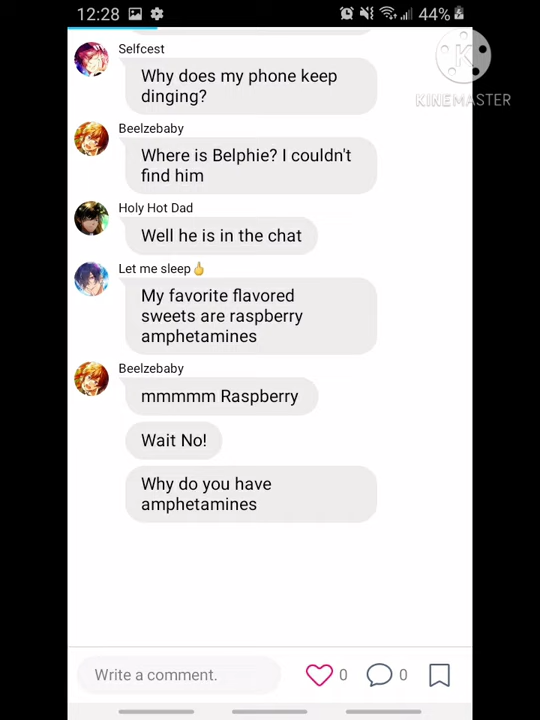 12:28 44%
Selfcest
Why does my phone keep
dinging?
KINEMASTER
Beelzebaby
Where is Belphie? I couldn't
find him
Holy Hot Dad
Well he is in the chat
Let me sleep🖕
My favorite flavored
sweets are raspberry
amphetamines
Beelzebaby
mmmmm Raspberry
Wait No!
Why do you have
amphetamines
Write a comment. 0 0